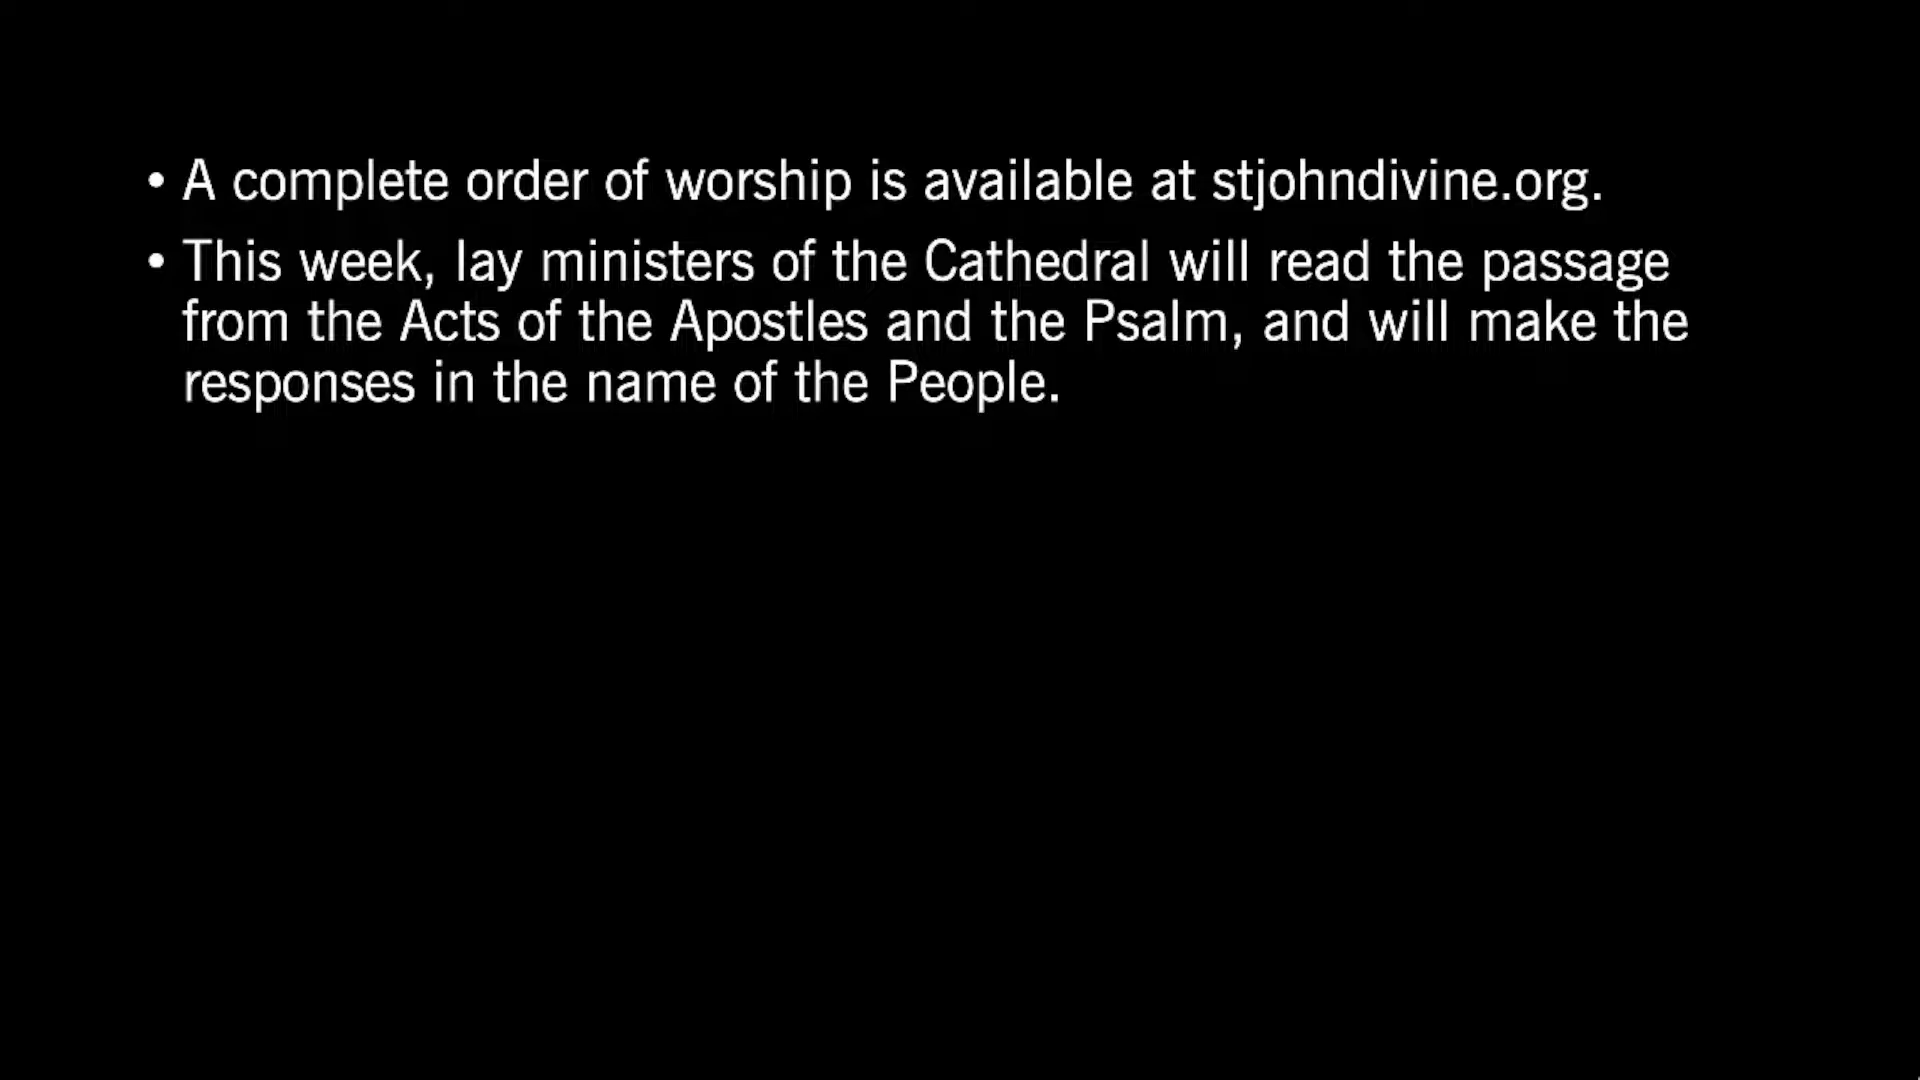 • A complete order of worship is available at stjohndivine.org.
• This week, lay ministers of the Cathedral will read the passage
from the Acts of the Apostles and the Psalm, and will make the
responses in the name of the People.